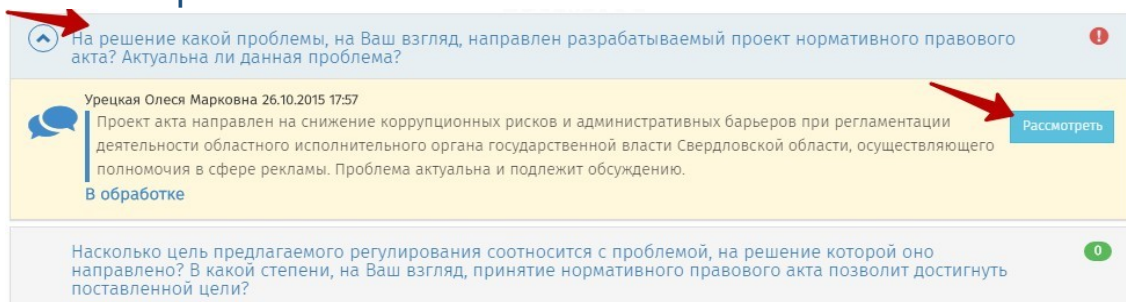 На решение какой проблемы, на Ваш взгляд, направлен разрабатываемый проект нормативного правового
акта? Актуальна ли данная проблема?
Урецкая Олеся Марковна 26.10.2015 17:57
Проект акта направлен на снижение коррупционных рисков и административных барьеров при регламентации
деятельности областного исполнительного органа государственной власти Свердловской области, осуществляющего
полномочия в сфере рекламы. Проблема актуальна и подлежит обсуждению.
Рассмотреть
В обработке
Насколько цель предлагаемого регулирования соотносится с проблемой, на решение которой оно
направлено? В какой степени, на Ваш взгляд, принятие нормативного правового акта позволит достигнуть
поставленной цели?
0